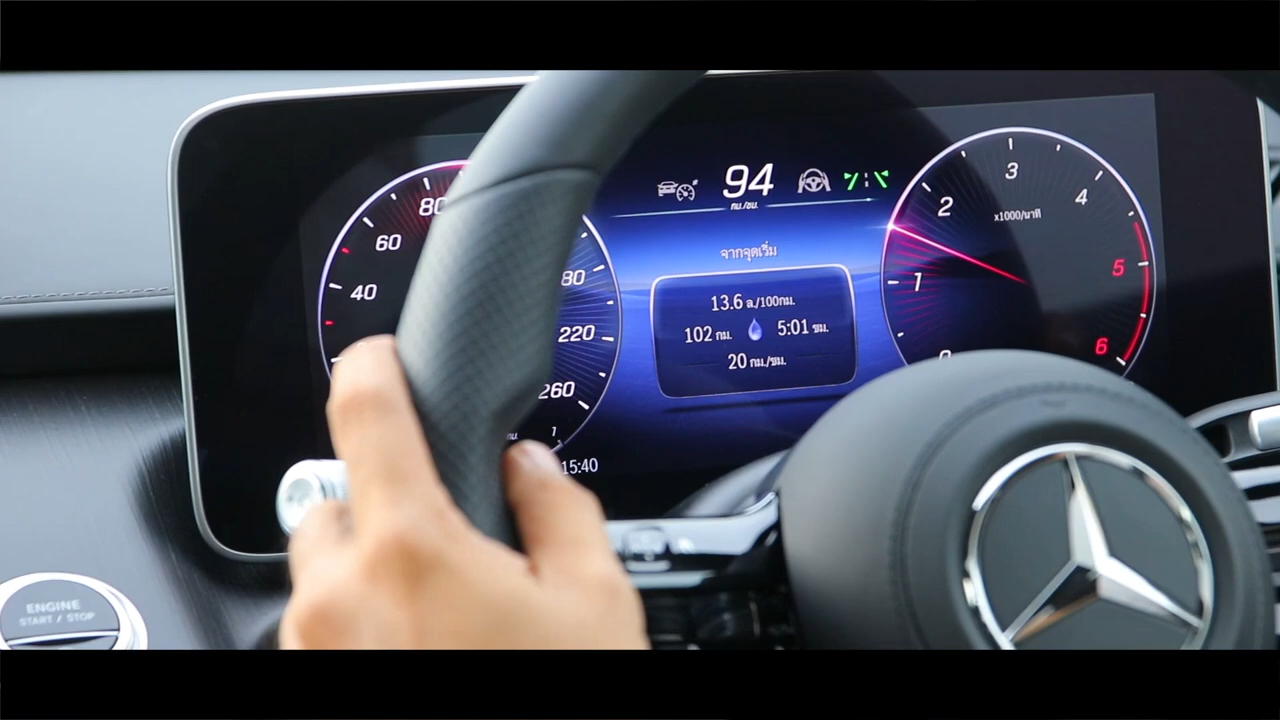 94
กม./ชม.
จากจุดเริ่ม
13.6 ล./100กม.
102 กม. 5:01 ชม.
20 กม./ชม.
80
60
40
80
220
260
15:40
1
2
3
4
5
6
x1000/นาที
ENGINE
START / STOP